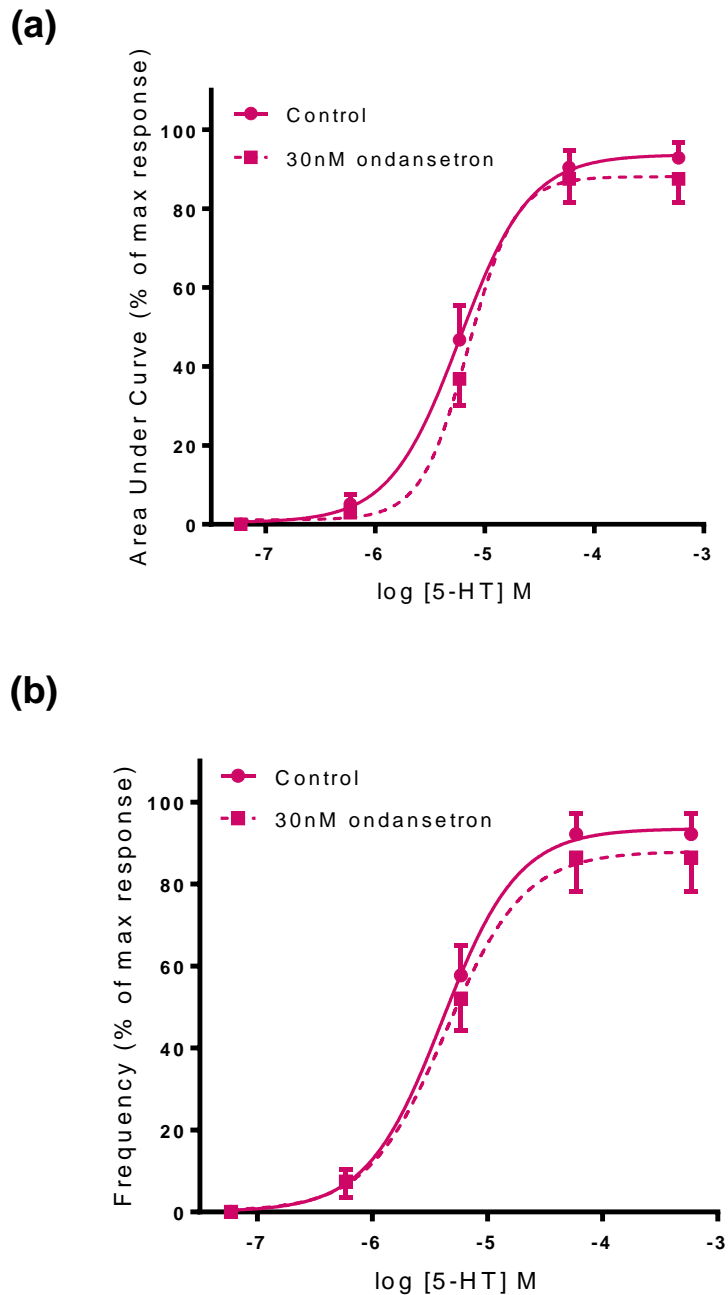 (a)
Area Under Curve (% of max response)
100
80
60
40
20
0
Control
30nM ondansetron
-7 -6 -5 -4 -3
log [5-HT] M
(b)
Frequency (% of max response)
100
80
60
40
20
0
Control
30nM ondansetron
-7 -6 -5 -4 -3
log [5-HT] M